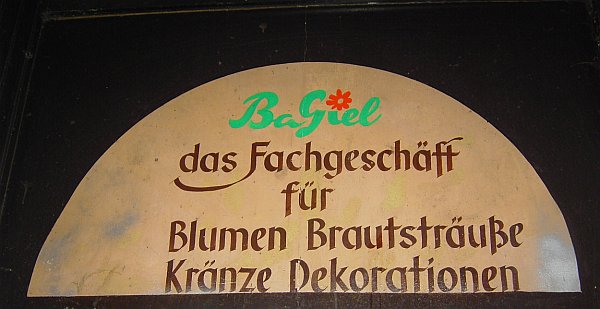 BaGiel
das Fachgeschäft
für
Blumen Brautsträuße
Kränze Dekorationen